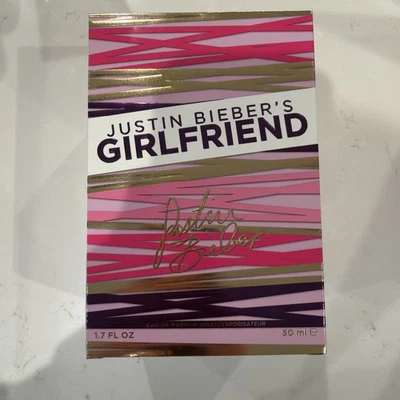 JUSTIN BIEBER'S
GIRLFRIEND
Justin
Bieber
EAU DE PARFUM SPRAY/VAPORISATEUR
1.7 FL OZ 50 ml e